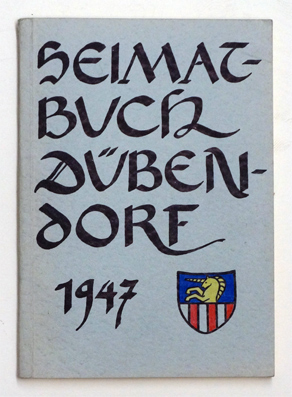 HEIMAT-
BUCH
DÜBEN-
DORF
1947